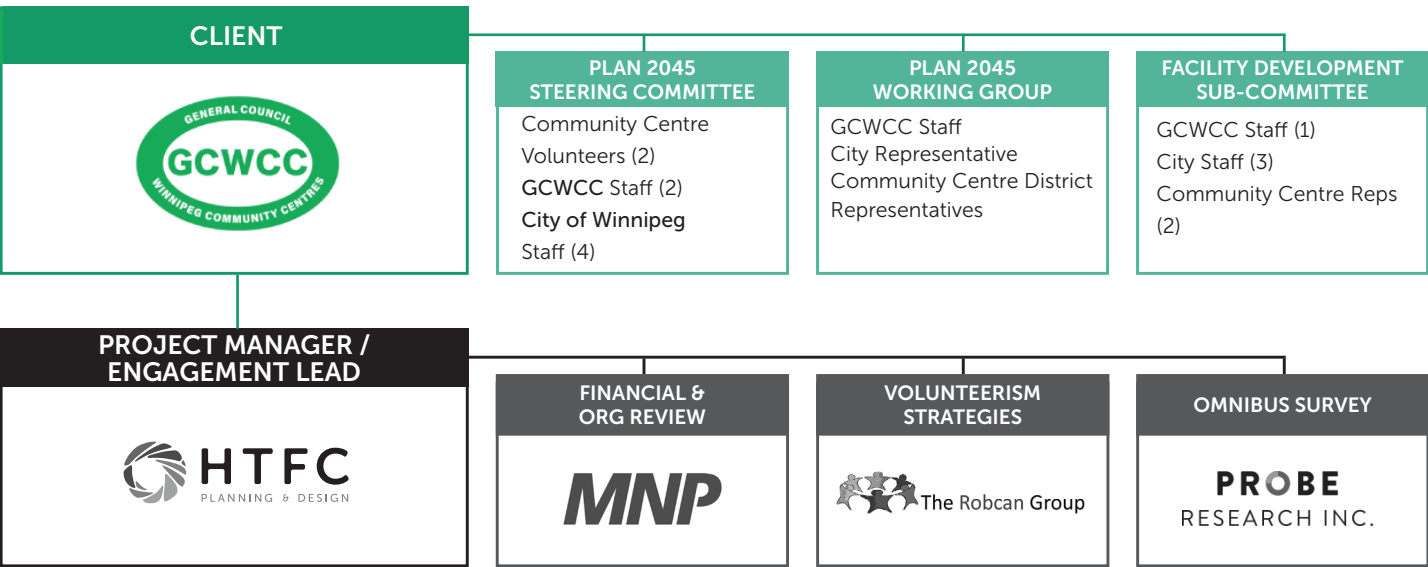 CLIENT
GENERAL COUNCIL
GCWCC
WINNIPEG COMMUNITY CENTRES
PLAN 2045
STEERING COMMITTEE
Community Centre
Volunteers (2)
GCWCC Staff (2)
City of Winnipeg
Staff (4)
PLAN 2045
WORKING GROUP
GCWCC Staff
City Representative
Community Centre District
Representatives
FACILITY DEVELOPMENT
SUB-COMMITTEE
GCWCC Staff (1)
City Staff (3)
Community Centre Reps
(2)
PROJECT MANAGER /
ENGAGEMENT LEAD
HTFC
PLANNING & DESIGN
FINANCIAL &
ORG REVIEW
MNP
VOLUNTEERISM
STRATEGIES
The Robcan Group
OMNIBUS SURVEY
PROBE
RESEARCH INC.